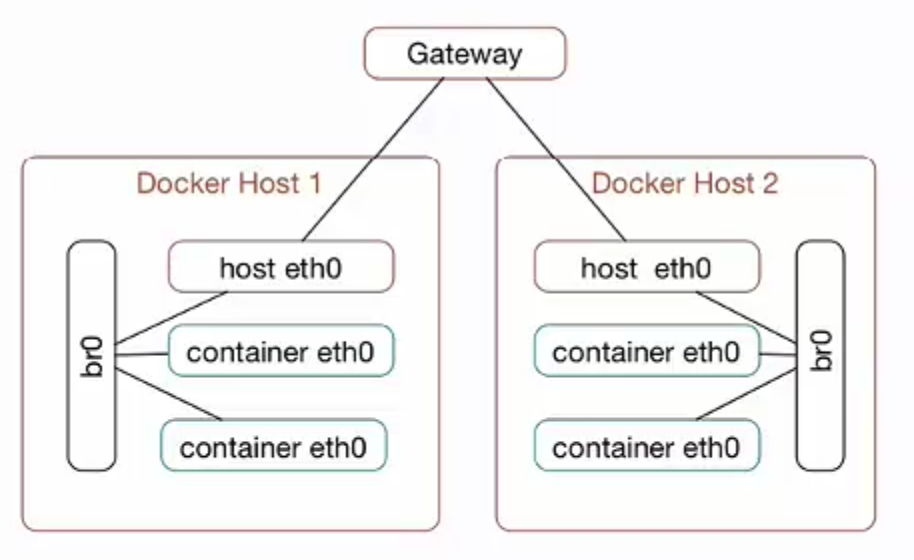 Gateway
Docker Host 1
host eth0
br0
container eth0
container eth0
Docker Host 2
host  eth0
container eth0
br0
container eth0